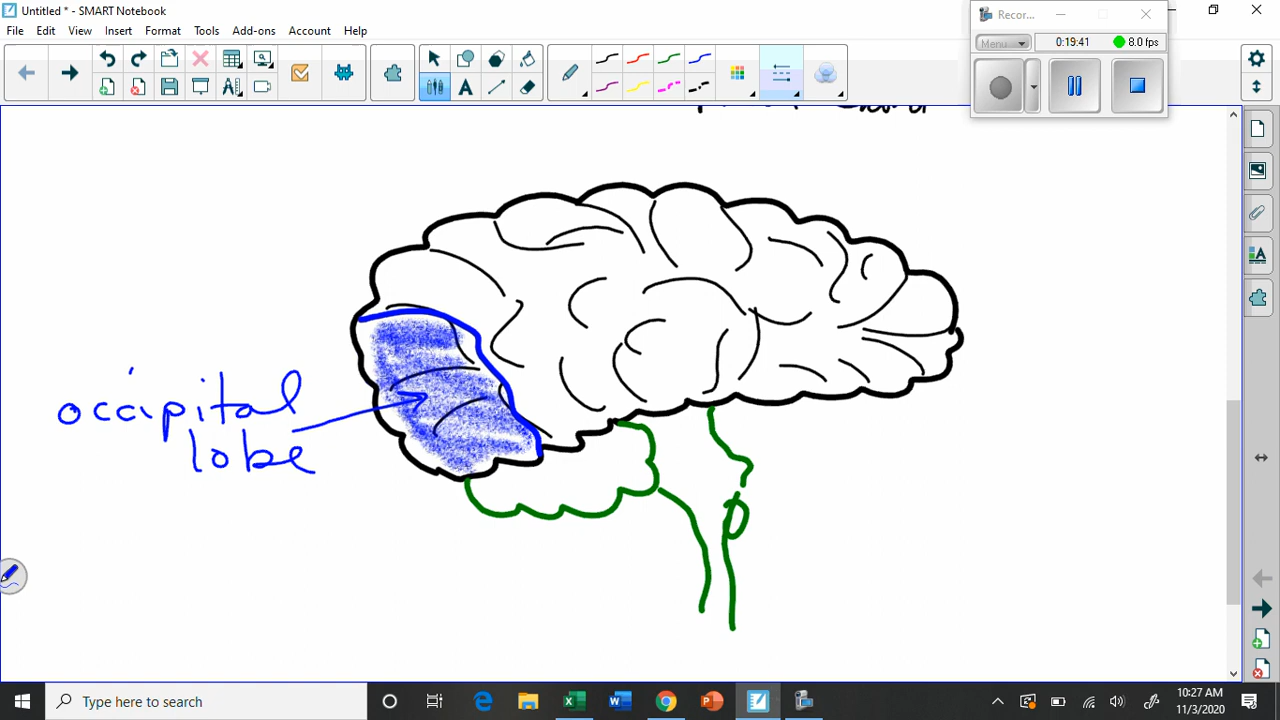 Untitled * - SMART Notebook
File Edit View Insert Format Tools Add-ons Account Help
Recor...
Menu
0:19:41
8.0 fps
occipital
lobe
Type here to search
10:27 AM
11/3/2020